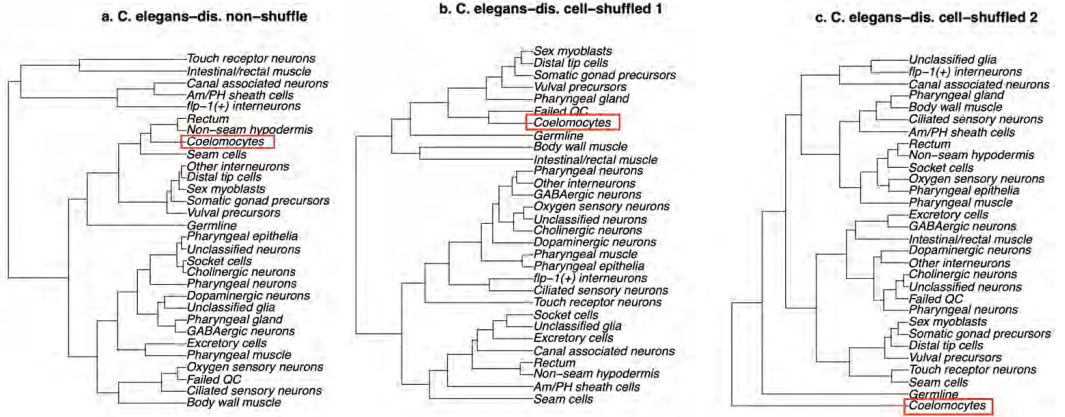 a. C. elegans–dis. non–shuffle
Touch receptor neurons
Intestinal/rectal muscle
Canal associated neurons
Am/PH sheath cells
flp–1(+) interneurons
Rectum
Non–seam hypodermis
Coelomocytes
Seam cells
Other interneurons
Distal tip cells
Sex myoblasts
Somatic gonad precursors
Vulval precursors
Germline
Pharyngeal epithelia
Unclassified neurons
Socket cells
Cholinergic neurons
Pharyngeal neurons
Dopaminergic neurons
Unclassified glia
Pharyngeal gland
GABAergic neurons
Excretory cells
Pharyngeal muscle
Oxygen sensory neurons
Failed QC
Ciliated sensory neurons
Body wall muscle
b. C. elegans–dis. cell–shuffled 1
Sex myoblasts
Distal tip cells
Somatic gonad precursors
Vulval precursors
Pharyngeal gland
Failed QC
Coelomocytes
Germline
Body wall muscle
Intestinal/rectal muscle
Pharyngeal neurons
Other interneurons
GABAergic neurons
Oxygen sensory neurons
Unclassified neurons
Cholinergic neurons
Dopaminergic neurons
Pharyngeal muscle
Pharyngeal epithelia
flp–1(+) interneurons
Ciliated sensory neurons
Touch receptor neurons
Socket cells
Unclassified glia
Excretory cells
Canal associated neurons
Rectum
Non–seam hypodermis
Am/PH sheath cells
Seam cells
c. C. elegans–dis. cell–shuffled 2
Unclassified glia
flp–1(+) interneurons
Canal associated neurons
Pharyngeal gland
Body wall muscle
Ciliated sensory neurons
Am/PH sheath cells
Rectum
Non–seam hypodermis
Socket cells
Oxygen sensory neurons
Pharyngeal epithelia
Pharyngeal muscle
Excretory cells
GABAergic neurons
Intestinal/rectal muscle
Dopaminergic neurons
Other interneurons
Cholinergic neurons
Unclassified neurons
Failed QC
Pharyngeal neurons
Sex myoblasts
Somatic gonad precursors
Distal tip cells
Vulval precursors
Touch receptor neurons
Seam cells
Germline
Coelomocytes